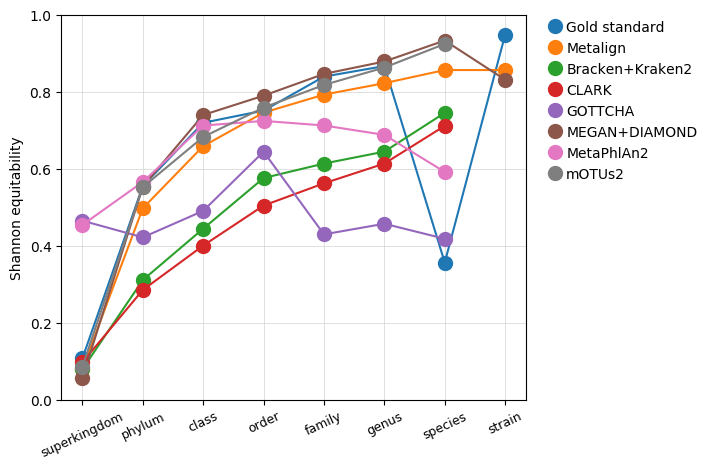 1.0
0.8
0.6
0.4
0.2
0.0
Shannon equitability
superkingdom
phylum
class
order
family
genus
species
strain
Gold standard
Metalign
Bracken+Kraken2
CLARK
GOTTCHA
MEGAN+DIAMOND
MetaPhlAn2
mOTUs2